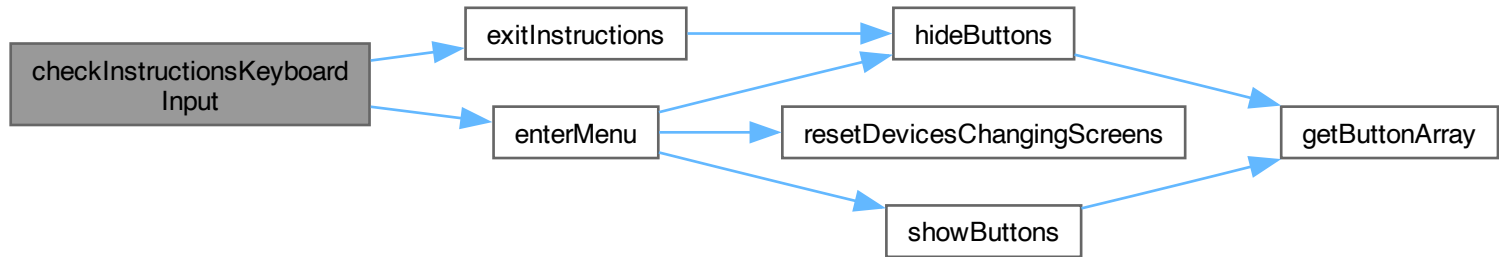 checkInstructionsKeyboard
Input
exitInstructions
enterMenu
hideButtons
resetDevicesChangingScreens
showButtons
getButtonArray